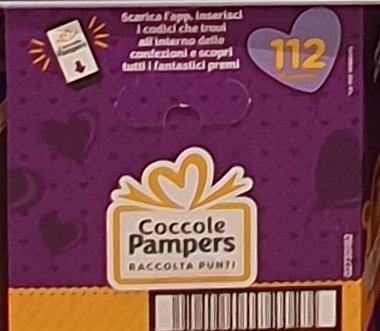 Scarica l'app, inserisci
i codici che trovi
all'interno delle
confezioni e scopri
tutti i fantastici premi
112
Coccole
Pampers
RACCOLTA PUNTI